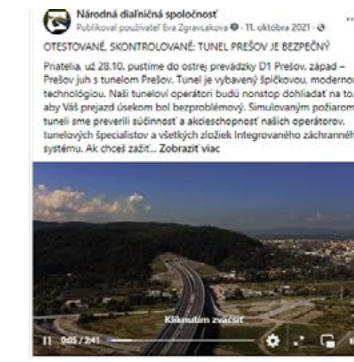 Národná diaľničná spoločnosť
Publikoval používateľ Eva Zgravcakova · 11. októbra 2021 ·
OTESTOVANÉ, SKONTROLOVANÉ: TUNEL PREŠOV JE BEZPEČNÝ
Priatelia, už 28.10. pustíme do ostrej prevádzky D1 Prešov, západ –
Prešov juh s tunelom Prešov. Tunel je vybavený špičkovou, modernou
technológiou. Naši tuneloví operátori budú nonstop dohliadať na to,
aby Váš prejazd úsekom bol bezproblémový. Simulovaným požiarom
tuneli sme preverili súčinnosť a akcieschopnosť našich operátorov,
tunelových špecialistov a všetkých zložiek Integrovaného záchranného
systému. Ak chceš zažiť... Zobraziť viac
Kliknutím zväčšiť
0:05 / 2:41